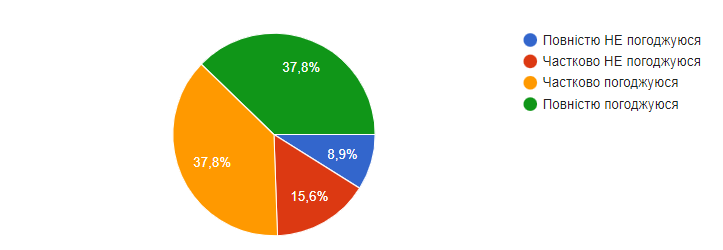 Повністю НЕ погоджуюся
Частково НЕ погоджуюся
Частково погоджуюся
Повністю погоджуюся
37,8%
8,9%
37,8%
15,6%